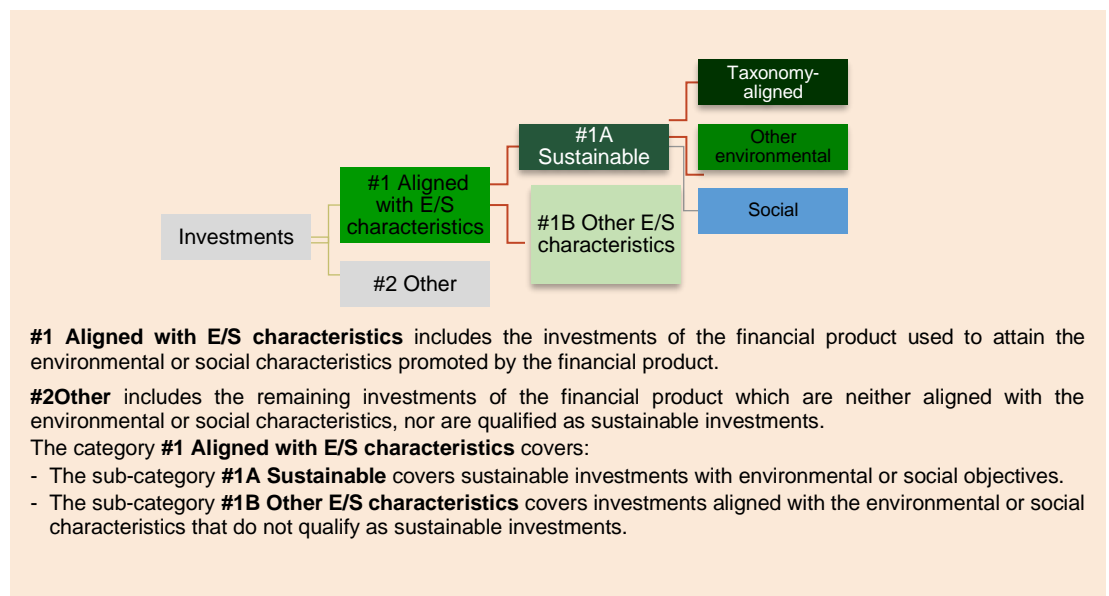 Taxonomy-
aligned
#1A
Sustainable
Other
environmental
#1 Aligned
with E/S
characteristics
Social
#1B Other E/S
characteristics
Investments
#2 Other
#1 Aligned with E/S characteristics includes the investments of the financial product used to attain the
environmental or social characteristics promoted by the financial product.
#2Other includes the remaining investments of the financial product which are neither aligned with the
environmental or social characteristics, nor are qualified as sustainable investments.
The category #1 Aligned with E/S characteristics covers:
- The sub-category #1A Sustainable covers sustainable investments with environmental or social objectives.
- The sub-category #1B Other E/S characteristics covers investments aligned with the environmental or social
characteristics that do not qualify as sustainable investments.